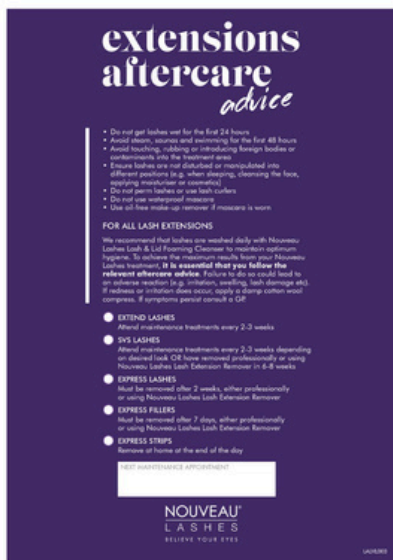 extensions
aftercare
advice
• Do not get lashes wet for the first 24 hours
• Avoid steam, saunas and swimming for the first 48 hours
• Avoid touching, rubbing or introducing foreign bodies or
contaminants into the treatment area
• Ensure lashes are not disturbed or manipulated into
different positions (e.g. when sleeping, cleansing the face,
applying moisturiser or cosmetics)
• Do not perm lashes or use lash curlers
• Do not use waterproof mascara
• Use oil-free make-up remover if mascara is worn
FOR ALL LASH EXTENSIONS
We recommend that lashes are washed daily with Nouveau
Lashes Lash & Lid Foaming Cleanser to maintain optimum
hygiene. To achieve the maximum results from your Nouveau
Lashes treatment, it is essential that you follow the
relevant aftercare advice. Failure to do so could lead to
an adverse reaction (e.g. irritation, swelling, lash damage etc).
If redness or irritation does occur, apply a damp cotton wool
compress. If symptoms persist consult a GP.
EXTEND LASHES
Attend maintenance treatments every 2-3 weeks
SVS LASHES
Attend maintenance treatments every 2-3 weeks depending
on desired look OR have removed professionally or using
Nouveau Lashes Lash Extension Remover in 6-8 weeks
EXPRESS LASHES
Must be removed after 2 weeks, either professionally
or using Nouveau Lashes Lash Extension Remover
EXPRESS FILLERS
Must be removed after 7 days, either professionally
or using Nouveau Lashes Lash Extension Remover
EXPRESS STRIPS
Remove at home at the end of the day
NEXT MAINTENANCE APPOINTMENT
NOUVEAU
LASHES
BELIEVE YOUR EYES